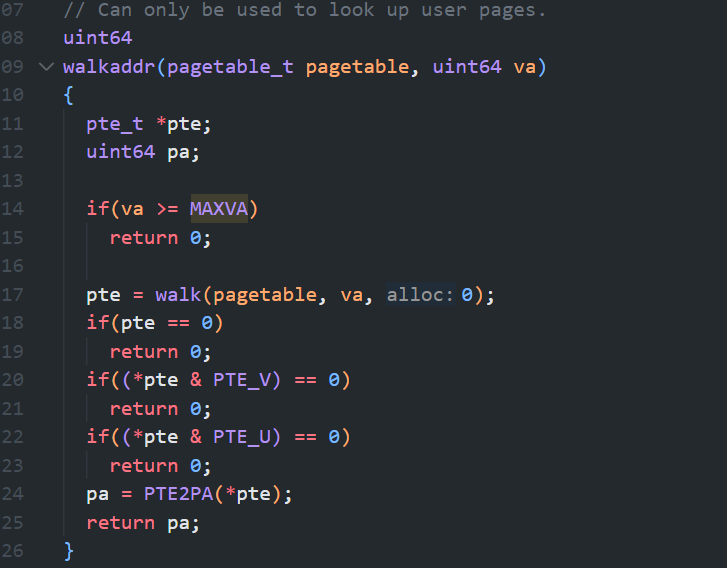 07 // Can only be used to look up user pages.
08 uint64
09 walkaddr(pagetable_t pagetable, uint64 va)
10 {
11   pte_t *pte;
12   uint64 pa;
13
14   if(va >= MAXVA)
15     return 0;
16
17   pte = walk(pagetable, va, alloc: 0);
18   if(pte == 0)
19     return 0;
20   if((*pte & PTE_V) == 0)
21     return 0;
22   if((*pte & PTE_U) == 0)
23     return 0;
24   pa = PTE2PA(*pte);
25   return pa;
26 }